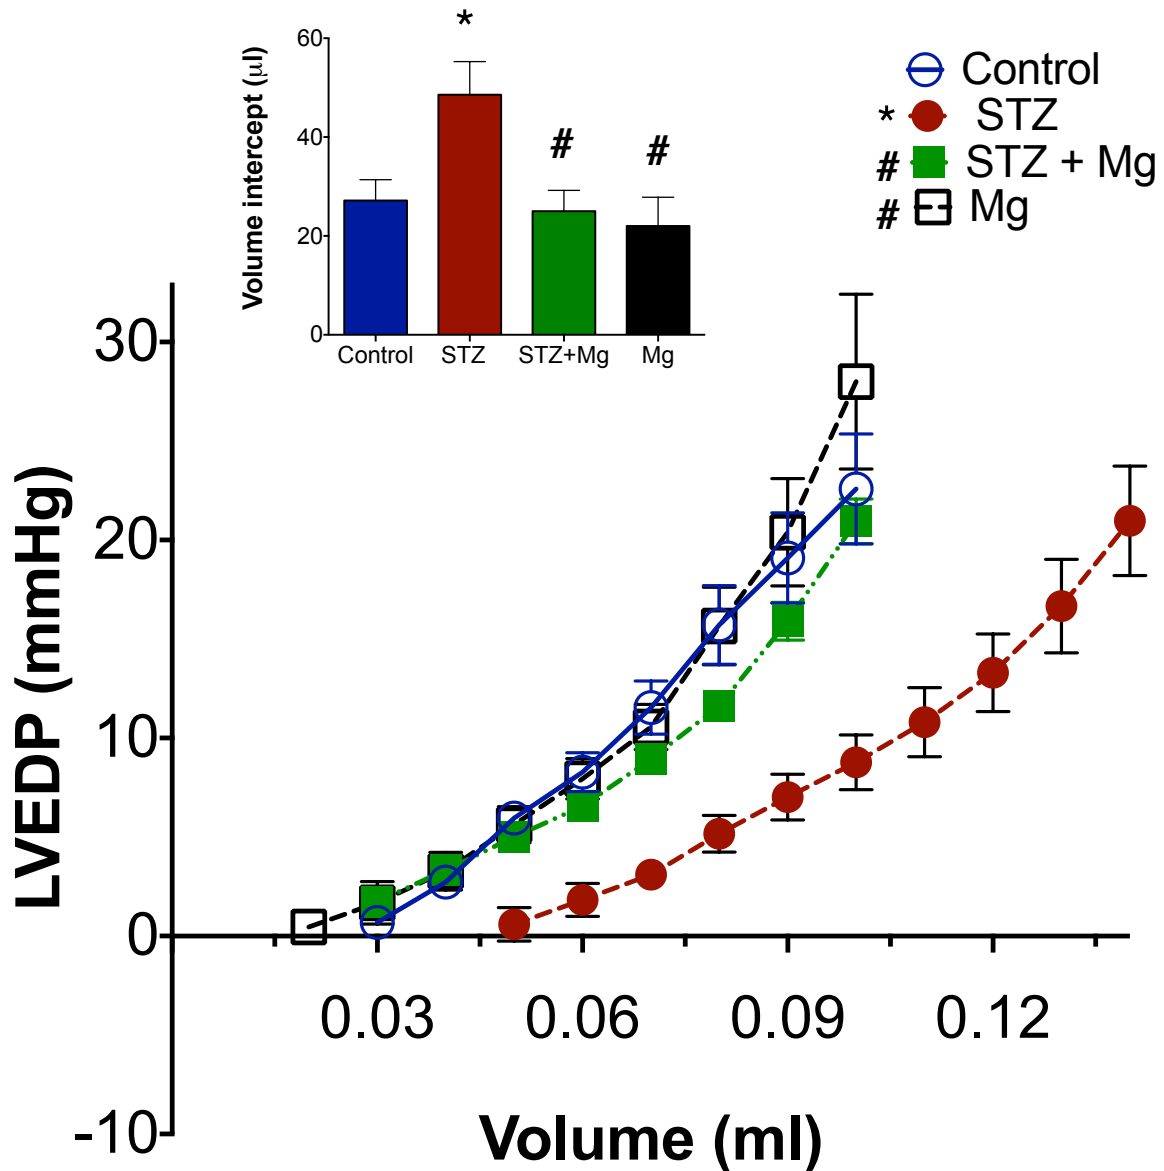 *
60
40
20
0
Volume intercept (μl)
#
#
Control
STZ
STZ+Mg
Mg
Control
* STZ
# STZ + Mg
# Mg
30
20
10
0
-10
LVEDP (mmHg)
0.03
0.06
0.09
0.12
Volume (ml)